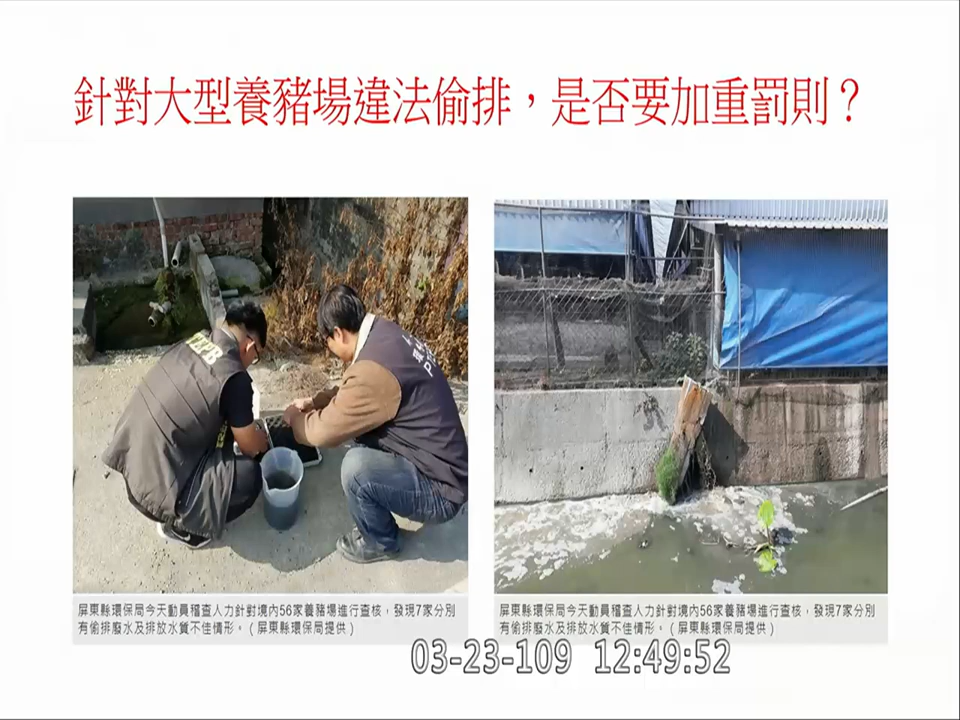 針對大型養豬場違法偷排，是否要加重罰則？
屏東縣環保局今天動員稽查人力針對境內56家養豬場進行查核，發現7家分別
有偷排廢水及排放水質不佳情形。（屏東縣環保局提供）
屏東縣環保局今天動員稽查人力針對境內56家養豬場進行查核，發現7家分別
有偷排廢水及排放水質不佳情形。（屏東縣環保局提供）
03-23-109 12:49:52